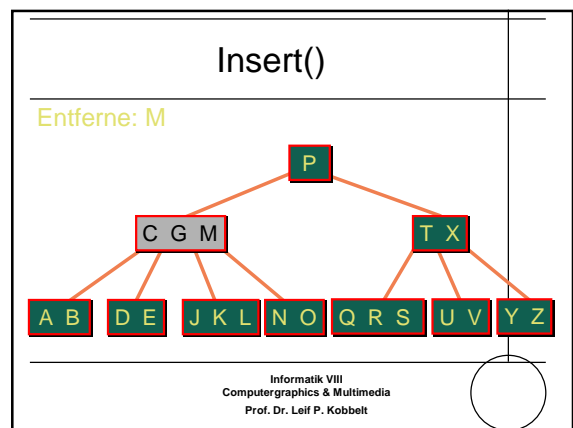 Insert()
Entferne: M
P
C G M
T X
A B
D E
J K L
N O
Q R S
U V
Y Z
Informatik VIII
Computergraphics & Multimedia
Prof. Dr. Leif P. Kobbelt